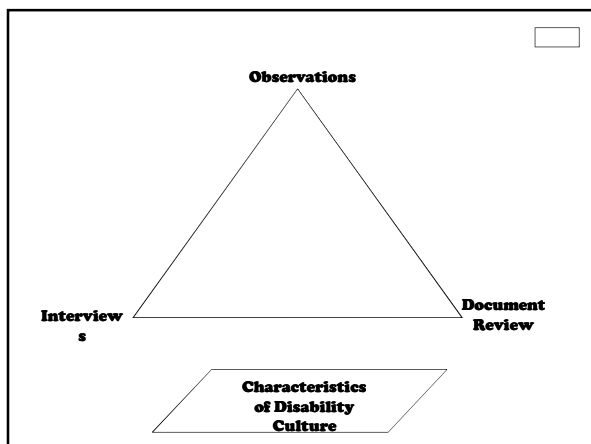 Observations
Interview
s
Document
Review
Characteristics
of Disability
Culture